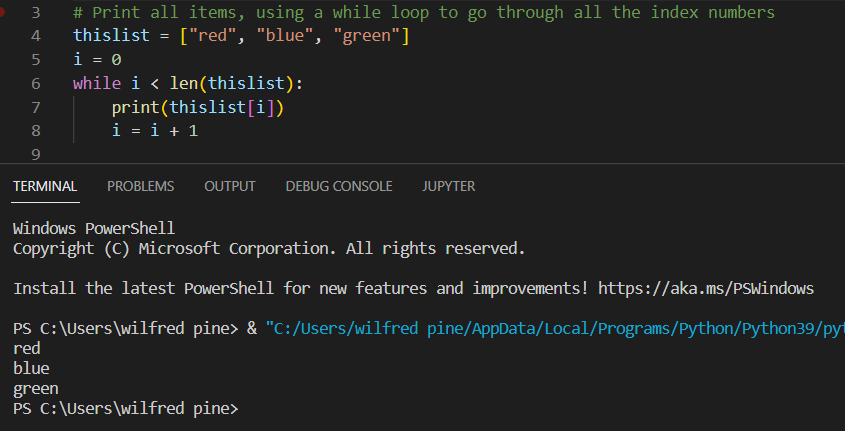 3 # Print all items, using a while loop to go through all the index numbers
4 thislist = ["red", "blue", "green"]
5 i = 0
6 while i < len(thislist):
7     print(thislist[i])
8     i = i + 1
9
TERMINAL PROBLEMS OUTPUT DEBUG CONSOLE JUPYTER
Windows PowerShell
Copyright (C) Microsoft Corporation. All rights reserved.
Install the latest PowerShell for new features and improvements! https://aka.ms/PSWindows
PS C:\Users\wilfred pine> & "C:/Users/wilfred pine/AppData/Local/Programs/Python/Python39/pyt
red
blue
green
PS C:\Users\wilfred pine>